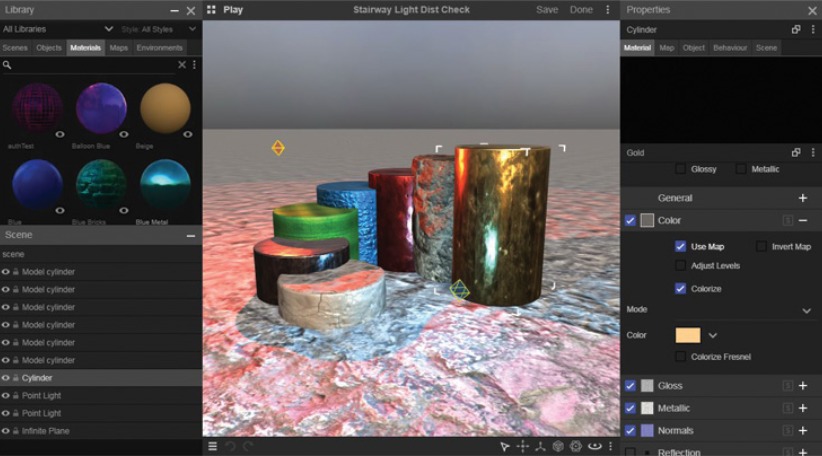 Library
All Libraries
Style: All Styles
Scenes Objects Materials Maps Environments
authText Balloon Blue Beige
Blue Blue Bricks Blue Metal
Scene
scene
Model cylinder
Model cylinder
Model cylinder
Model cylinder
Model cylinder
Model cylinder
Cylinder
Point Light
Point Light
Infinite Plane
Play Stairway Light Dist Check Save Done
Properties
Cylinder
Material Map Object Behaviour Scene
Gold
Glossy Metallic
General
Color S
Use Map Invert Map
Adjust Levels
Colorize
Mode
Color
Colorize Fresnel
Gloss S
Metallic S
Normals S
Reflection S